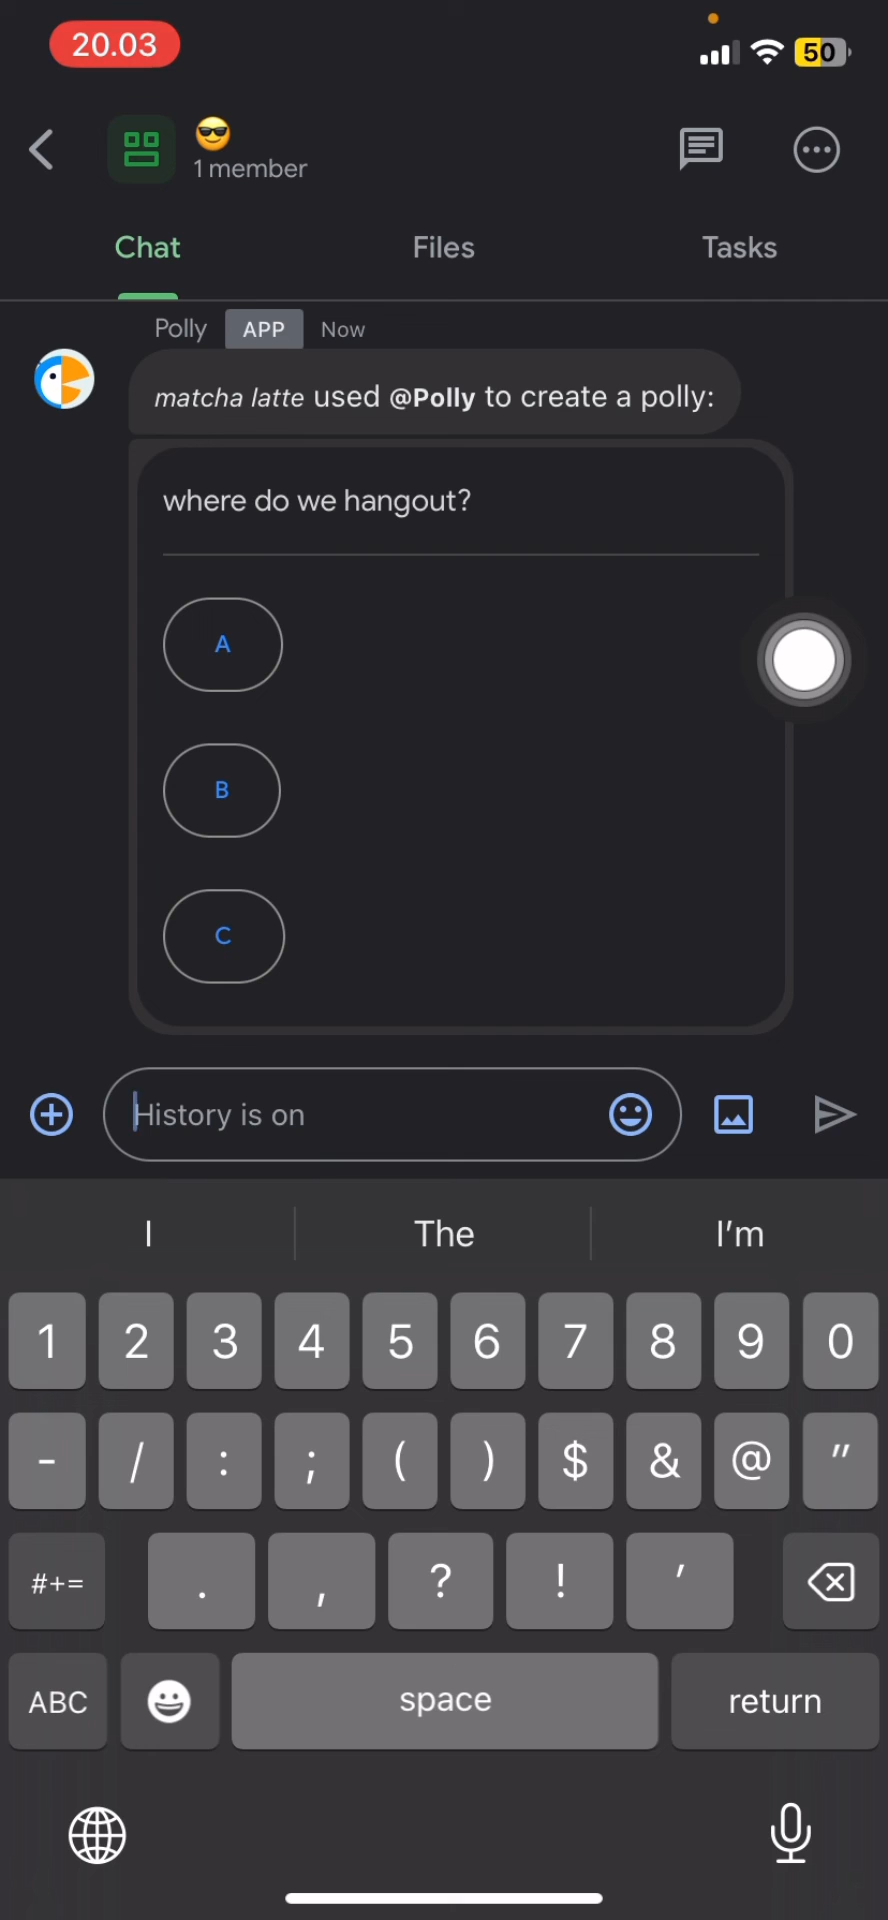 20.03
50
😎
1 member
Chat Files Tasks
Polly APP Now
matcha latte used @Polly to create a polly:
where do we hangout?
A
B
C
History is on
I The I'm
1 2 3 4 5 6 7 8 9 0
- / : ; ( ) $ & @ "
#+= . , ? ! '
ABC space return